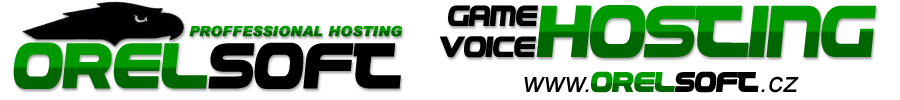 PROFFESSIONAL HOSTING
ORELSOFT
GAME VOICE HOSTING
www.ORELSOFT.cz